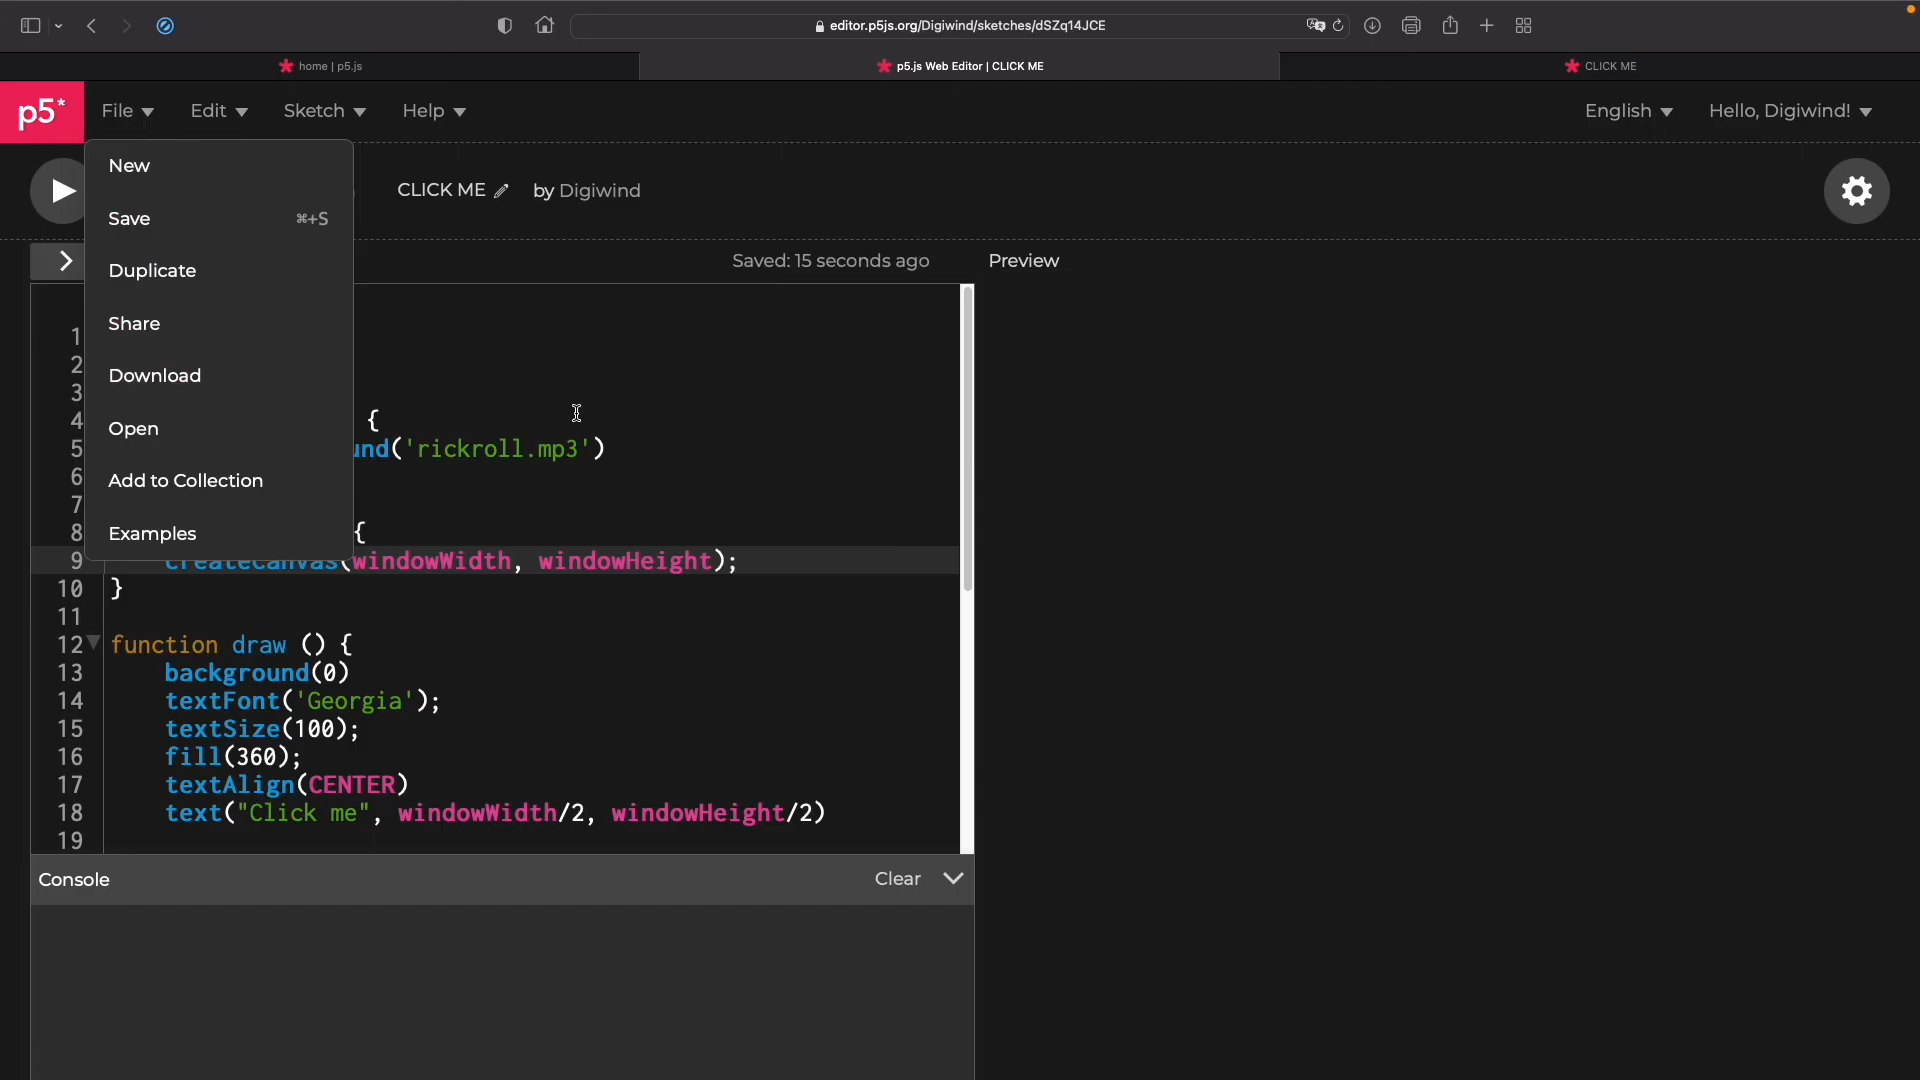 editor.p5js.org/Digiwind/sketches/dSZq14JCE
home | p5.js
p5.js Web Editor | CLICK ME
CLICK ME
p5*
File
Edit
Sketch
Help
English
Hello, Digiwind!
New
Save ⌘+S
Duplicate
Share
Download
Open
Add to Collection
Examples
CLICK ME
by Digiwind
Saved: 15 seconds ago
Preview
1
2
3
4 {
5 und('rickroll.mp3')
6
7
8 {
9 createCanvas(windowWidth, windowHeight);
10 }
11
12 function draw () {
13 background(0)
14 textFont('Georgia');
15 textSize(100);
16 fill(360);
17 textAlign(CENTER)
18 text("Click me", windowWidth/2, windowHeight/2)
19
Console
Clear